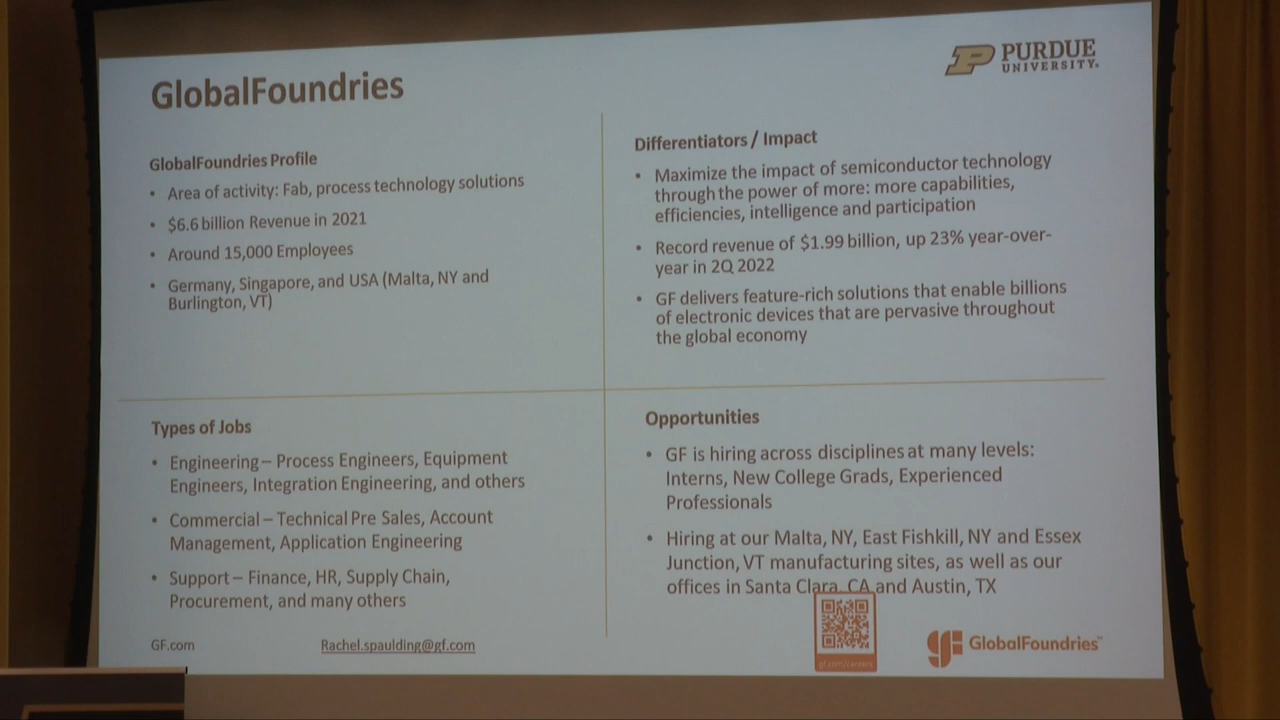 GlobalFoundries
PURDUE
UNIVERSITY®
GlobalFoundries Profile
• Area of activity: Fab, process technology solutions
• $6.6 billion Revenue in 2021
• Around 15,000 Employees
• Germany, Singapore, and USA (Malta, NY and
Burlington, VT)
Differentiators / Impact
• Maximize the impact of semiconductor technology
through the power of more: more capabilities,
efficiencies, intelligence and participation
• Record revenue of $1.99 billion, up 23% year-over-
year in 2Q 2022
• GF delivers feature-rich solutions that enable billions
of electronic devices that are pervasive throughout
the global economy
Types of Jobs
• Engineering – Process Engineers, Equipment
Engineers, Integration Engineering, and others
• Commercial – Technical Pre Sales, Account
Management, Application Engineering
• Support – Finance, HR, Supply Chain,
Procurement, and many others
Opportunities
• GF is hiring across disciplines at many levels:
Interns, New College Grads, Experienced
Professionals
• Hiring at our Malta, NY, East Fishkill, NY and Essex
Junction, VT manufacturing sites, as well as our
offices in Santa Clara, CA and Austin, TX
GF.com
Rachel.spaulding@gf.com
gf.com/careers
GlobalFoundries™